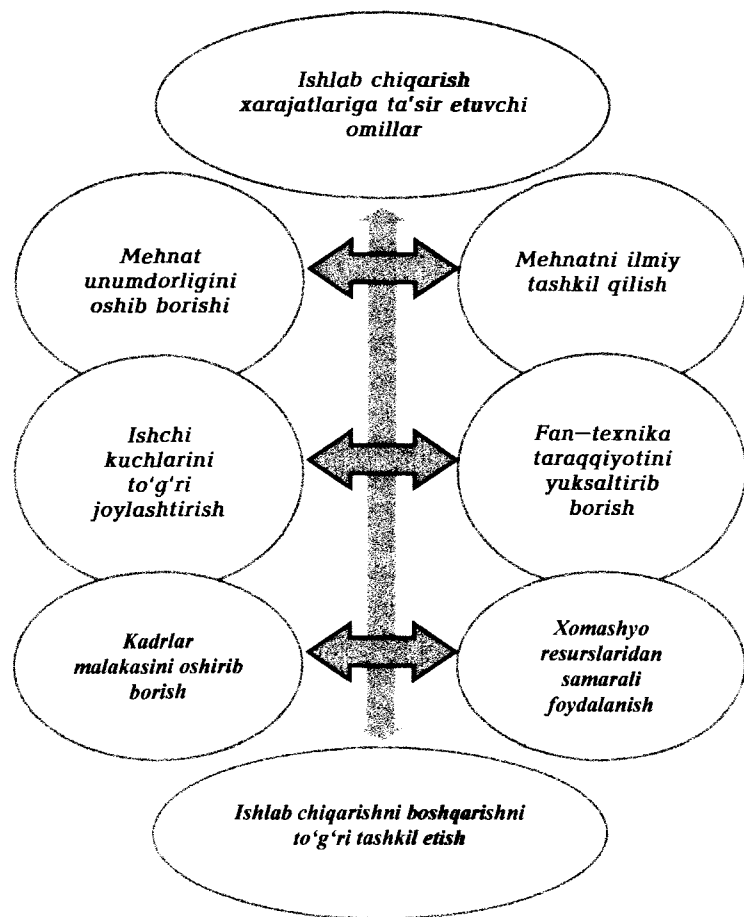 Ishlab chiqarish
xarajatlariga ta'sir etuvchi
omillar
Mehnat
unumdorligini
oshib borishi
Mehnatni ilmiy
tashkil qilish
Ishchi
kuchlarini
to'g'ri
joylashtirish
Fan—texnika
taraqqiyotini
yuksaltirib
borish
Kadrlar
malakasini oshirib
borish
Xomashyo
resurslaridan
samarali
foydalanish
Ishlab chiqarishni boshqarishni
to‘g‘ri tashkil etish